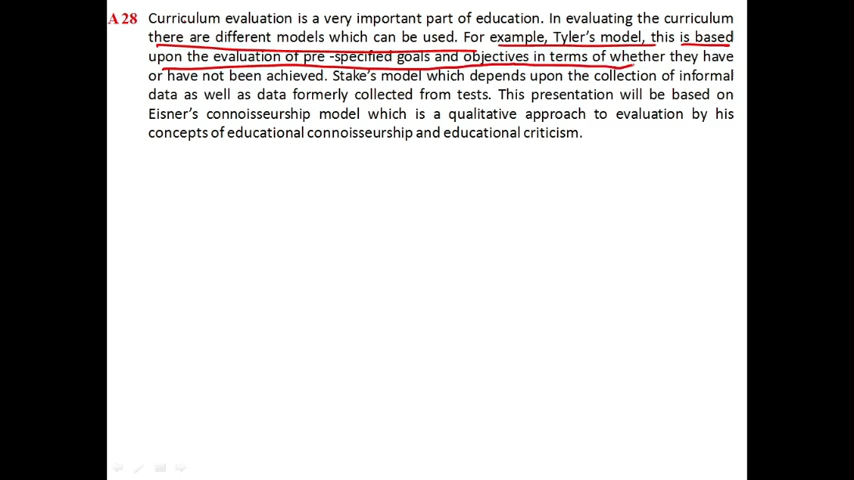 A 28 Curriculum evaluation is a very important part of education. In evaluating the curriculum
there are different models which can be used. For example, Tyler's model, this is based
upon the evaluation of pre -specified goals and objectives in terms of whether they have
or have not been achieved. Stake's model which depends upon the collection of informal
data as well as data formerly collected from tests. This presentation will be based on
Eisner's connoisseurship model which is a qualitative approach to evaluation by his
concepts of educational connoisseurship and educational criticism.